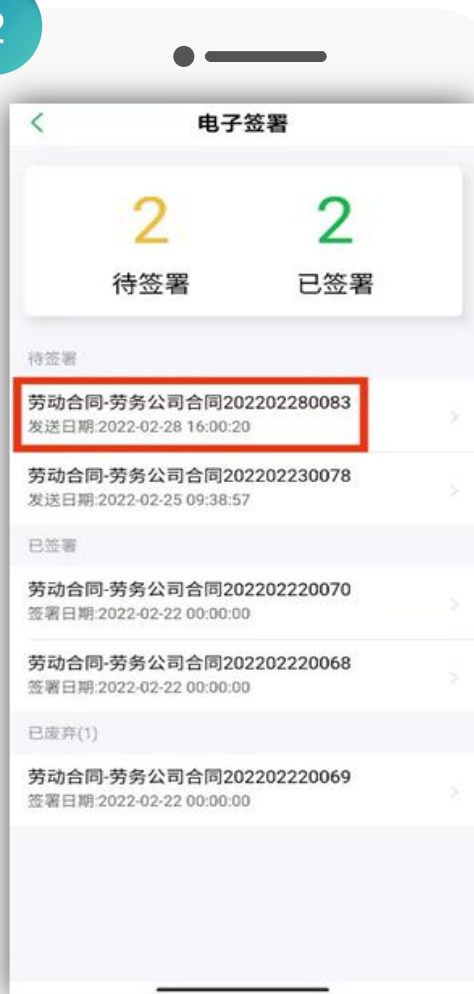 2
电子签署
2
2
待签署
已签署
待签署
劳动合同-劳务公司合同202202280083
发送日期:2022-02-28 16:00:20
劳动合同-劳务公司合同202202230078
发送日期:2022-02-25 09:38:57
已签署
劳动合同-劳务公司合同202202220070
签署日期:2022-02-22 00:00:00
劳动合同-劳务公司合同202202220068
签署日期:2022-02-22 00:00:00
已废弃(1)
劳动合同-劳务公司合同202202220069
签署日期:2022-02-22 00:00:00